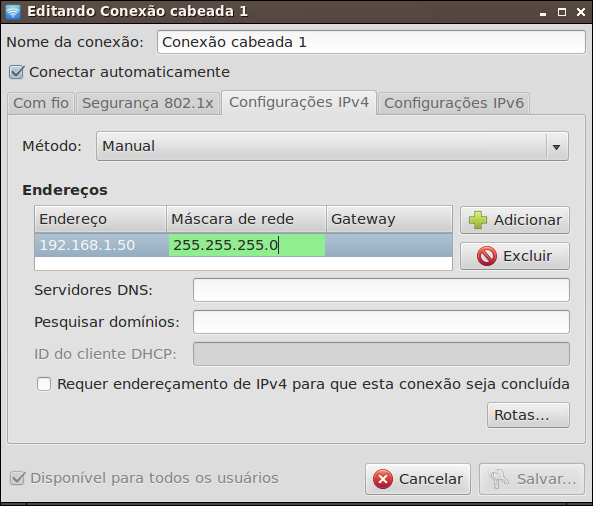 Editando Conexão cabeada 1
Nome da conexão: Conexão cabeada 1
Conectar automaticamente
Com fio Segurança 802.1x Configurações IPv4 Configurações IPv6
Método: Manual
Endereços
Endereço Máscara de rede Gateway
192.168.1.50 255.255.255.0
Adicionar
Excluir
Servidores DNS:
Pesquisar domínios:
ID do cliente DHCP:
Requer endereçamento de IPv4 para que esta conexão seja concluída
Rotas...
Disponível para todos os usuários Cancelar Salvar...